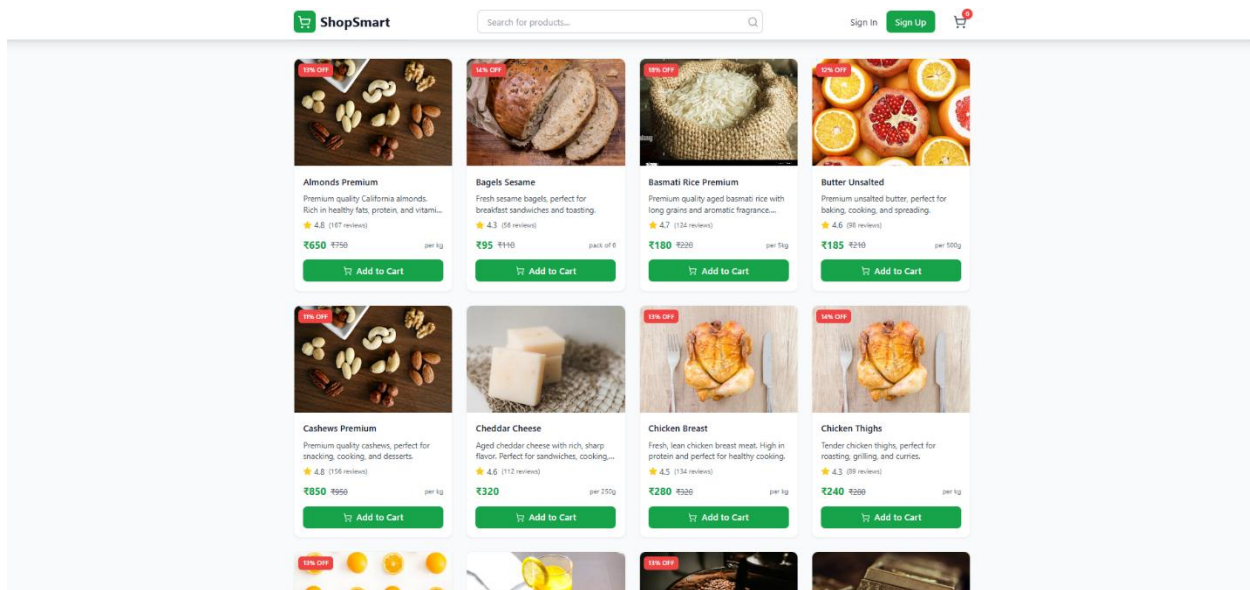 ShopSmart
Search for products...
Sign In
Sign Up
0
13% OFF
Almonds Premium
Premium quality California almonds.
Rich in healthy fats, protein, and vitami...
4.8 (167 reviews)
₹650 ₹750 per kg
Add to Cart
14% OFF
Bagels Sesame
Fresh sesame bagels, perfect for
breakfast sandwiches and toasting.
4.3 (56 reviews)
₹95 ₹110 pack of 6
Add to Cart
18% OFF
Basmati Rice Premium
Premium quality aged basmati rice with
long grains and aromatic fragrance....
4.7 (124 reviews)
₹180 ₹220 per 5kg
Add to Cart
12% OFF
Butter Unsalted
Premium unsalted butter, perfect for
baking, cooking, and spreading.
4.6 (98 reviews)
₹185 ₹210 per 500g
Add to Cart
11% OFF
Cashews Premium
Premium quality cashews, perfect for
snacking, cooking, and desserts.
4.8 (156 reviews)
₹850 ₹950 per kg
Add to Cart
Cheddar Cheese
Aged cheddar cheese with rich, sharp
flavor. Perfect for sandwiches, cooking,...
4.6 (112 reviews)
₹320 per 250g
Add to Cart
13% OFF
Chicken Breast
Fresh, lean chicken breast meat. High in
protein and perfect for healthy cooking.
4.5 (134 reviews)
₹280 ₹320 per kg
Add to Cart
14% OFF
Chicken Thighs
Tender chicken thighs, perfect for
roasting, grilling, and curries.
4.3 (89 reviews)
₹240 ₹280 per kg
Add to Cart
13% OFF
13% OFF